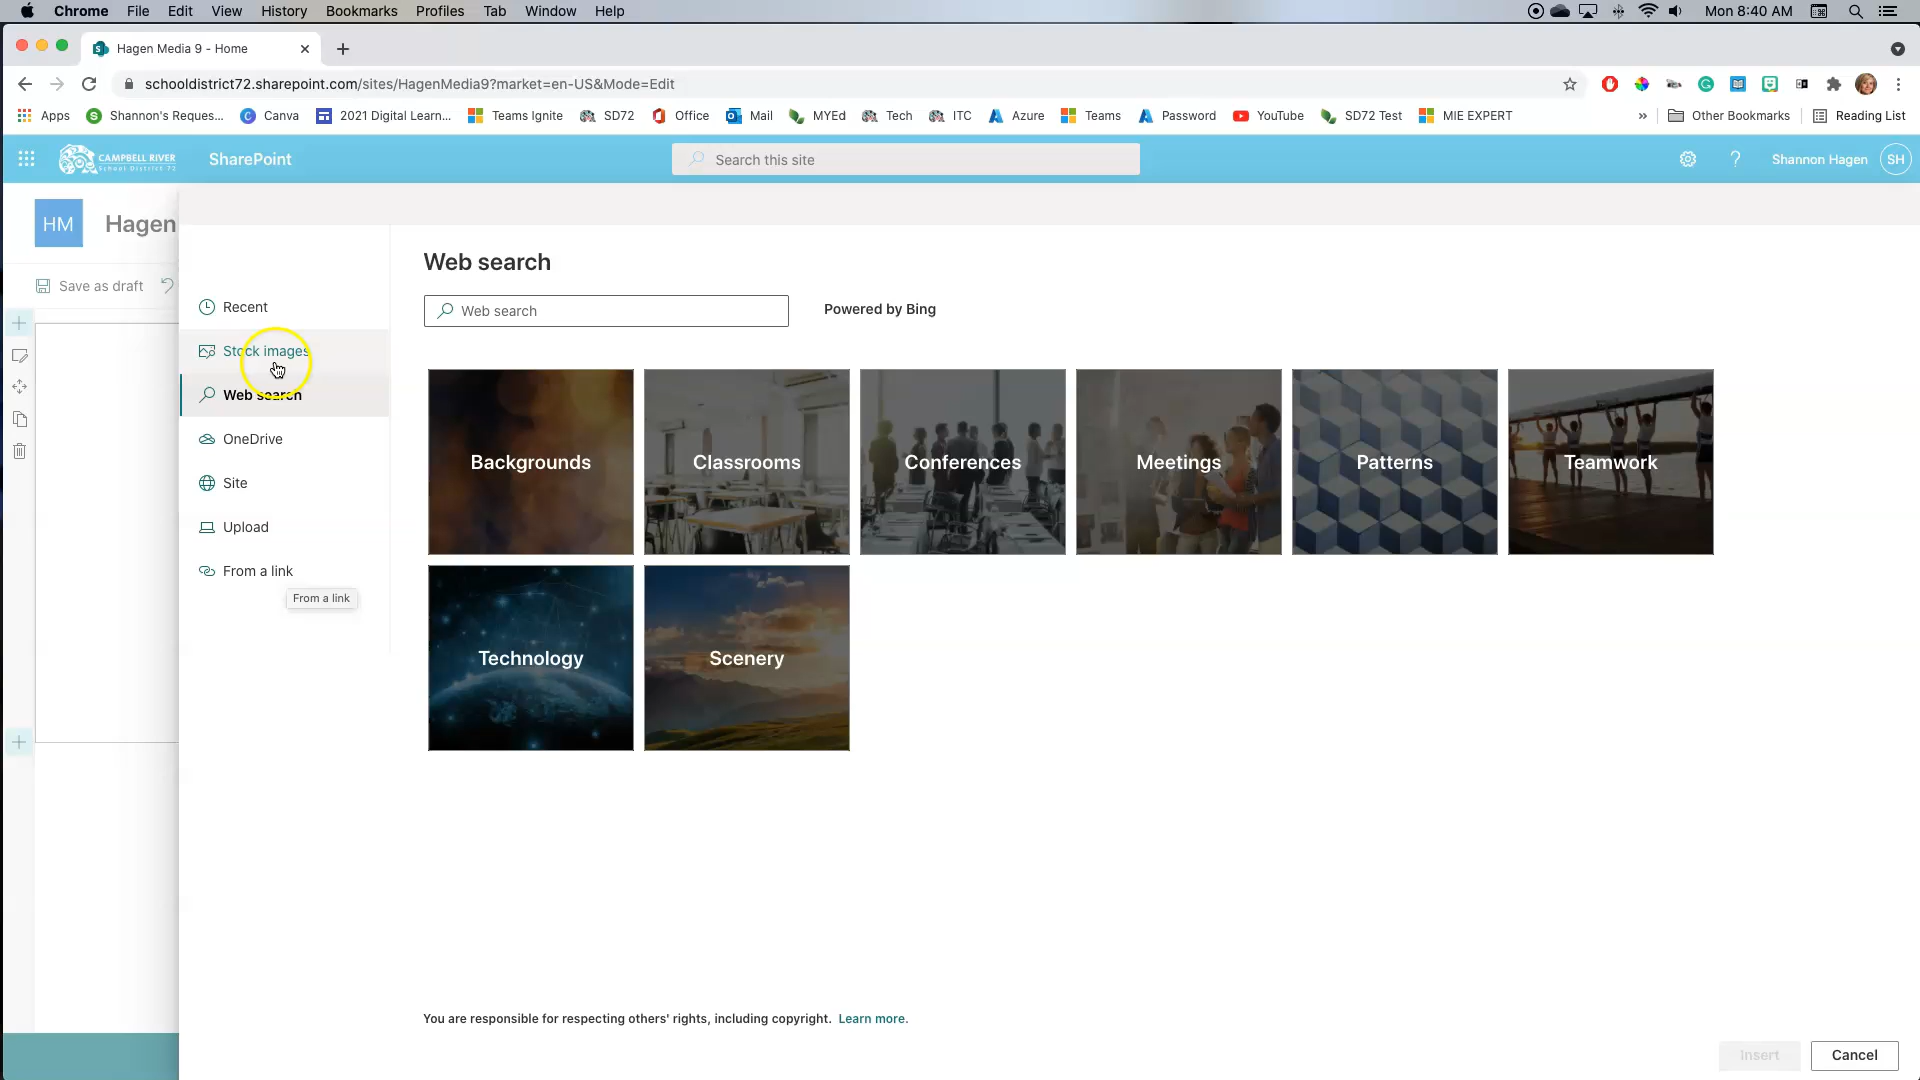 Chrome File Edit View History Bookmarks Profiles Tab Window Help Mon 8:40 AM
Hagen Media 9 - Home
schooldistrict72.sharepoint.com/sites/HagenMedia9?market=en-US&Mode=Edit
Apps Shannon's Reques... Canva 2021 Digital Learn... Teams Ignite SD72 Office Mail MYEd Tech ITC Azure Teams Password YouTube SD72 Test MIE EXPERT » Other Bookmarks Reading List
CAMPBELL RIVER
School District 72
SharePoint
Search this site
? Shannon Hagen SH
HM Hagen
Save as draft
Web search
Web search
Powered by Bing
Recent
Stock images
Web search
OneDrive
Site
Upload
From a link
From a link
Backgrounds Classrooms Conferences Meetings Patterns Teamwork
Technology Scenery
You are responsible for respecting others' rights, including copyright. Learn more.
Insert Cancel